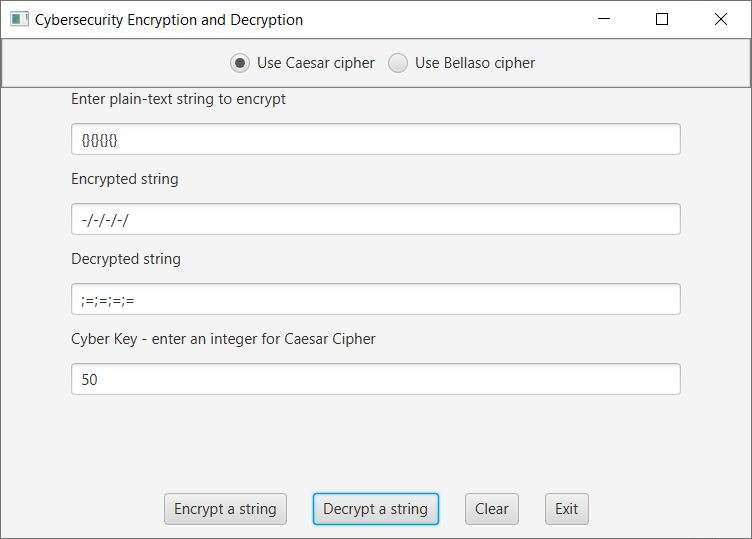 Cybersecurity Encryption and Decryption
Use Caesar cipher Use Bellaso cipher
Enter plain-text string to encrypt
{}{}{}{}
Encrypted string
-/-/-/-/
Decrypted string
;=;=;=;=
Cyber Key - enter an integer for Caesar Cipher
50
Encrypt a string Decrypt a string Clear Exit